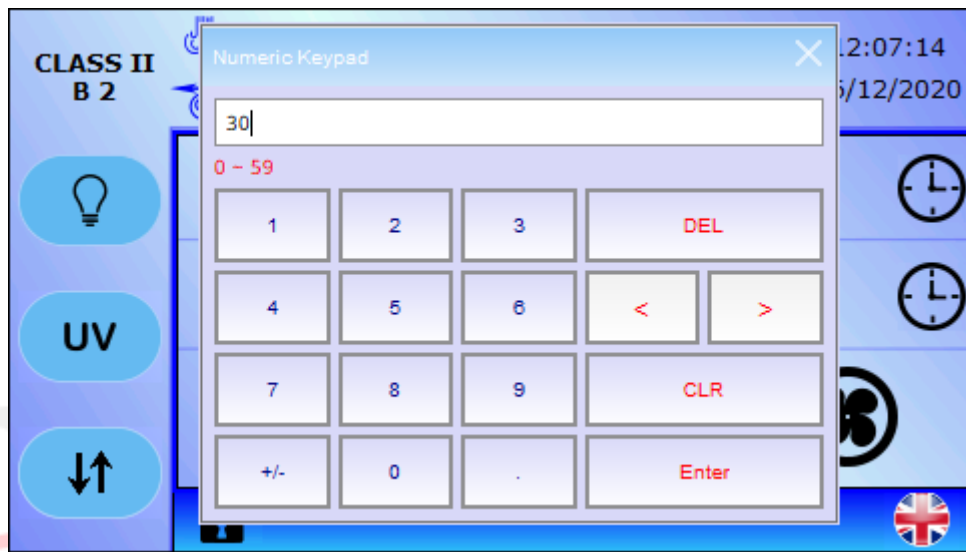 CLASS II
B 2
Numeric Keypad
2:07:14
/12/2020
30
0 ~ 59
1 2 3 DEL
4 5 6 < >
UV
7 8 9 CLR
+/- 0 . Enter